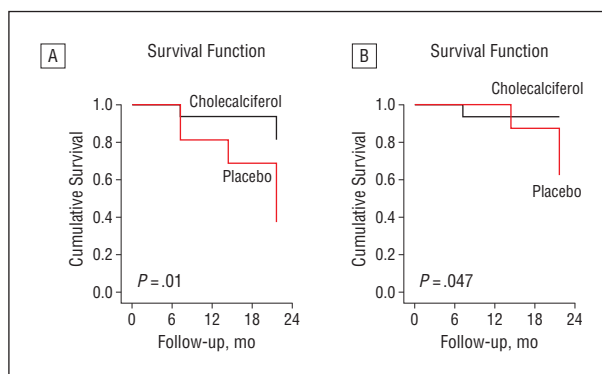 A
Survival Function
Cumulative Survival
1.0
0.8
0.6
0.4
0.2
0.0
Cholecalciferol
Placebo
P = .01
0 6 12 18 24
Follow-up, mo
B
Survival Function
Cumulative Survival
1.0
0.8
0.6
0.4
0.2
0.0
Cholecalciferol
Placebo
P = .047
0 6 12 18 24
Follow-up, mo